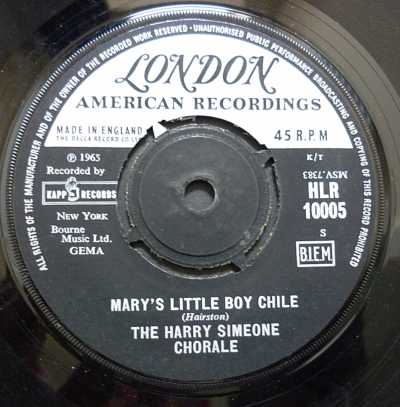 ALL RIGHTS OF THE MANUFACTURER AND OF THE OWNER OF THE RECORDED WORK RESERVED · UNAUTHORISED PUBLIC PERFORMANCE BROADCASTING AND COPYING OF THIS RECORD PROHIBITED
LONDON
AMERICAN RECORDINGS
MADE IN ENGLAND
THE DECCA RECORD CO LTD
45 R.P.M
℗ 1965
Recorded by
KAPP RECORDS
NEW YORK
Bourne
Music Ltd.
GEMA
K/T
MSV.7383
HLR
10005
S
B.I.E.M.
MARY'S LITTLE BOY CHILE
(Hairston)
THE HARRY SIMEONE
CHORALE